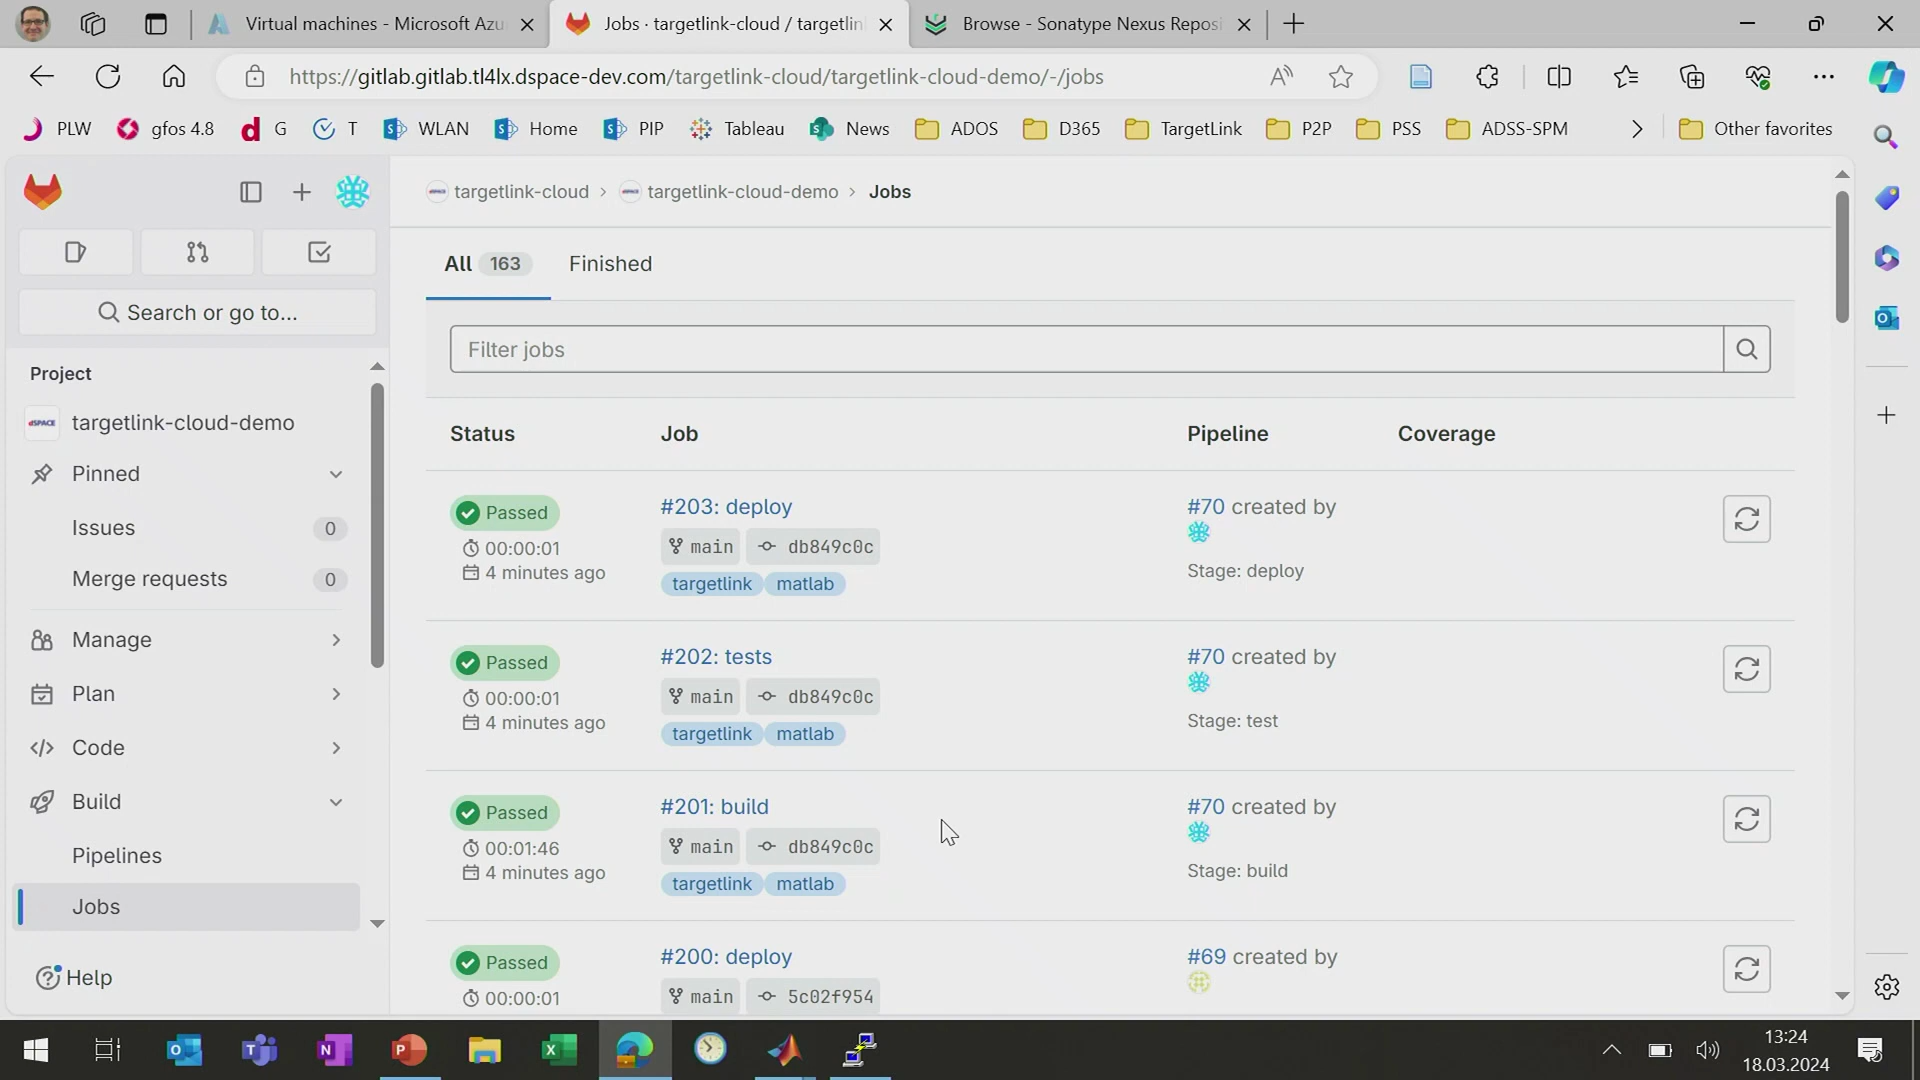 Virtual machines - Microsoft Azu
Jobs · targetlink-cloud / targetlin
Browse - Sonatype Nexus Reposi
https://gitlab.gitlab.tl4lx.dspace-dev.com/targetlink-cloud/targetlink-cloud-demo/-/jobs
PLW
gfos 4.8
G
T
WLAN
Home
PIP
Tableau
News
ADOS
D365
TargetLink
P2P
PSS
ADSS-SPM
Other favorites
targetlink-cloud
targetlink-cloud-demo
Jobs
Search or go to...
Project
dSPACE
targetlink-cloud-demo
Pinned
Issues 0
Merge requests 0
Manage
Plan
Code
Build
Pipelines
Jobs
Help
All 163
Finished
Filter jobs
Status Job Pipeline Coverage
Passed #203: deploy #70 created by
00:00:01 main db849c0c
4 minutes ago targetlink matlab Stage: deploy
Passed #202: tests #70 created by
00:00:01 main db849c0c
4 minutes ago targetlink matlab Stage: test
Passed #201: build #70 created by
00:01:46 main db849c0c
4 minutes ago targetlink matlab Stage: build
Passed #200: deploy #69 created by
00:00:01 main 5c02f954
13:24
18.03.2024